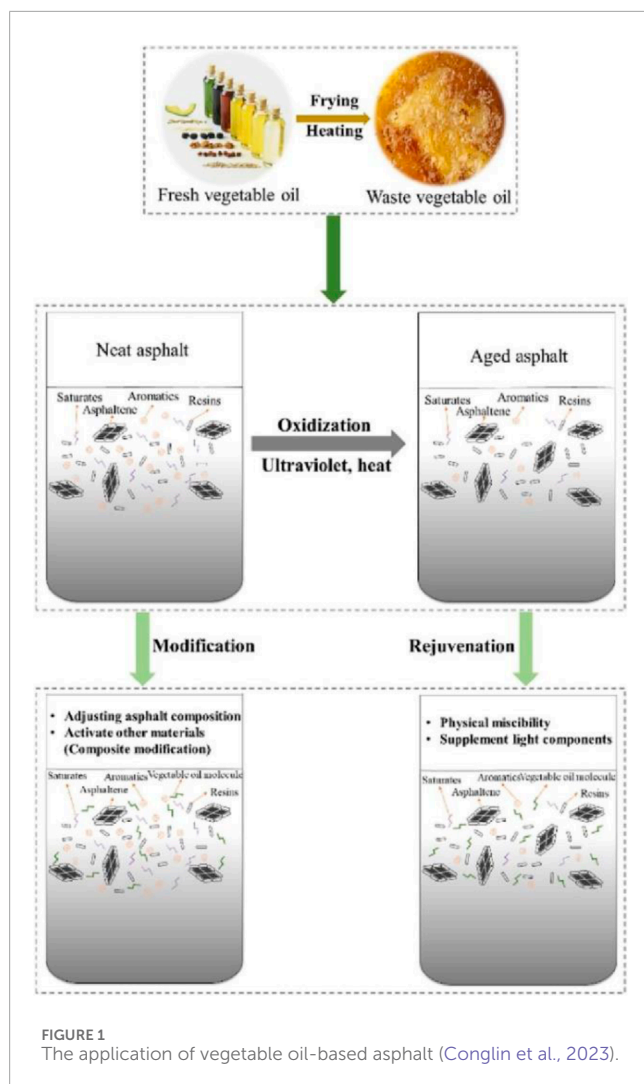 Frying
Heating
Fresh vegetable oil
Waste vegetable oil
Neat asphalt
Saturates
Asphaltene
Aromatics
Resins
Oxidization
Ultraviolet, heat
Aged asphalt
Saturates
Asphaltene
Aromatics
Resins
Modification
Rejuvenation
• Adjusting asphalt composition
• Activate other materials
(Composite modification)
Saturates
Asphaltene
Aromatics
Vegetable oil molecule
Resins
• Physical miscibility
• Supplement light components
Saturates
Asphaltene
Aromatics
Vegetable oil molecule
Resins
FIGURE 1
The application of vegetable oil-based asphalt (Conglin et al., 2023).